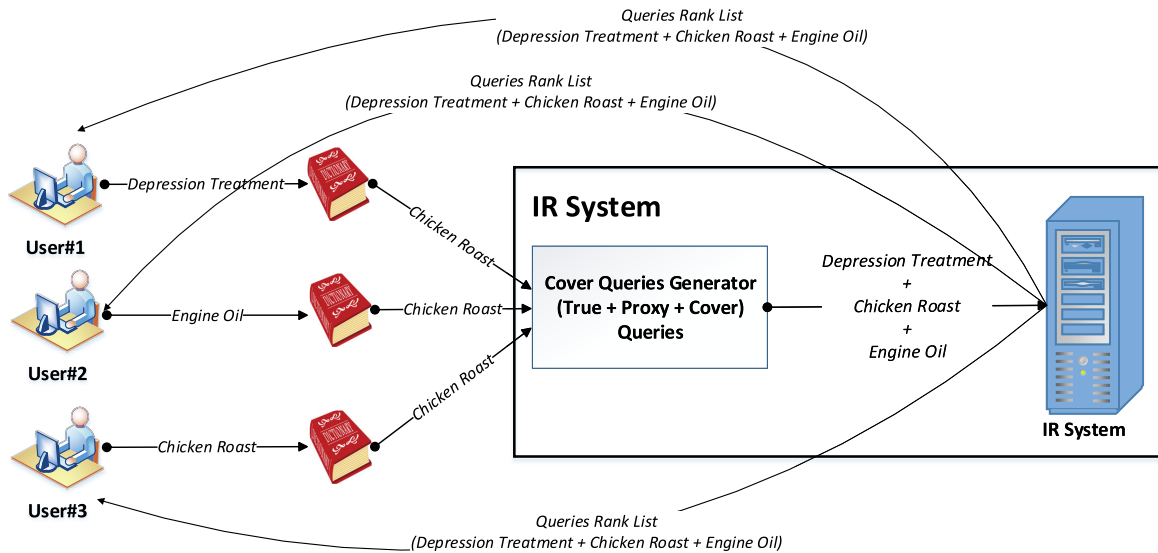 Queries Rank List
(Depression Treatment + Chicken Roast + Engine Oil)
Queries Rank List
(Depression Treatment + Chicken Roast + Engine Oil)
Depression Treatment
DICTIONARY
Chicken Roast
User#1
IR System
Cover Queries Generator
(True + Proxy + Cover)
Queries
Depression Treatment
+
Chicken Roast
+
Engine Oil
Engine Oil
DICTIONARY
Chicken Roast
User#2
Chicken Roast
DICTIONARY
Chicken Roast
User#3
IR System
Queries Rank List
(Depression Treatment + Chicken Roast + Engine Oil)